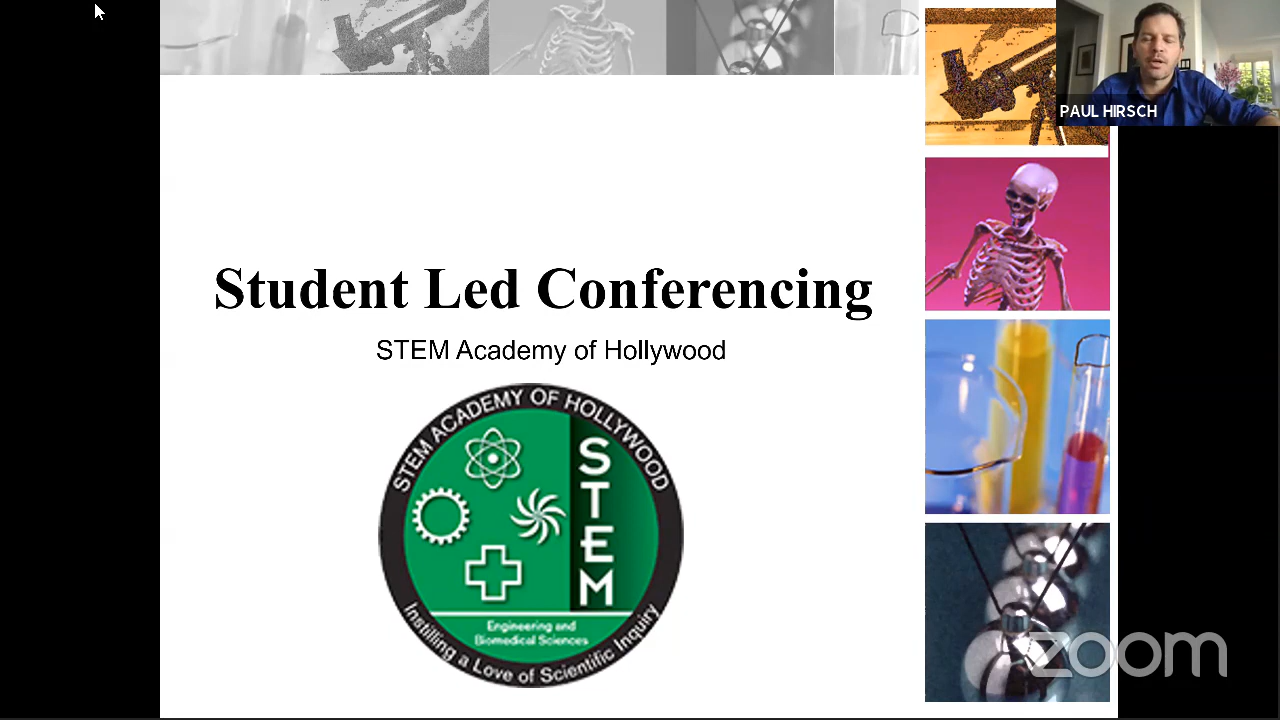 PAUL HIRSCH
Student Led Conferencing
STEM Academy of Hollywood
STEM ACADEMY OF HOLLYWOOD
STEM
Engineering and
Biomedical Sciences
Instilling a Love of Scientific Inquiry
zoom